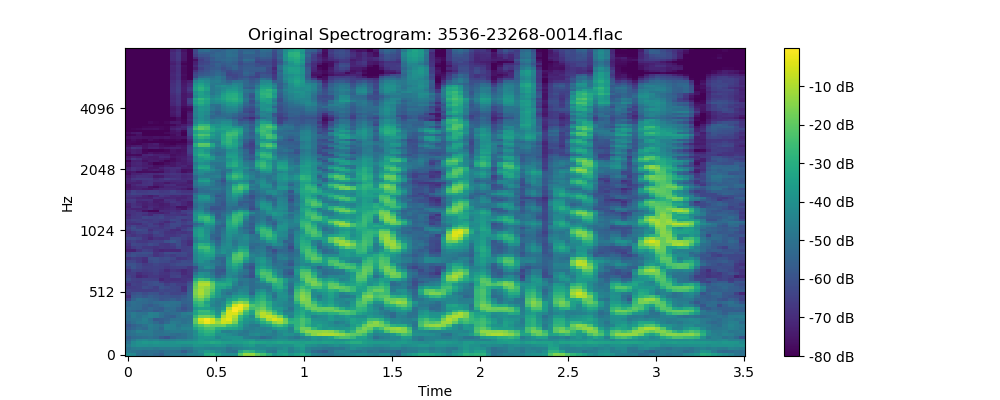 Original Spectrogram: 3536-23268-0014.flac
Hz
4096
2048
1024
512
0
0
0.5
1
1.5
2
2.5
3
3.5
Time
-10 dB
-20 dB
-30 dB
-40 dB
-50 dB
-60 dB
-70 dB
-80 dB